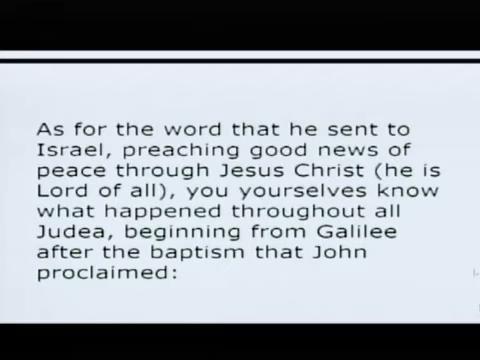 As for the word that he sent to
Israel, preaching good news of
peace through Jesus Christ (he is
Lord of all), you yourselves know
what happened throughout all
Judea, beginning from Galilee
after the baptism that John
proclaimed: